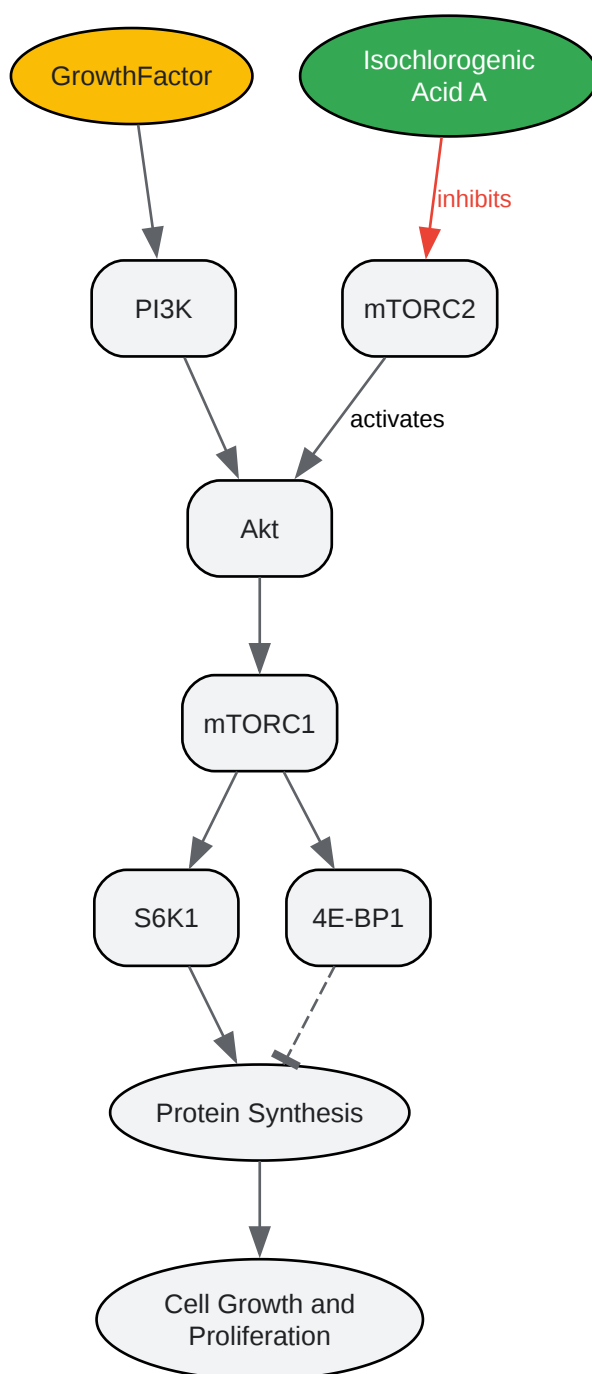 GrowthFactor
Isochlorogenic
Acid A
inhibits
PI3K
mTORC2
activates
Akt
mTORC1
S6K1
4E-BP1
Protein Synthesis
Cell Growth and
Proliferation